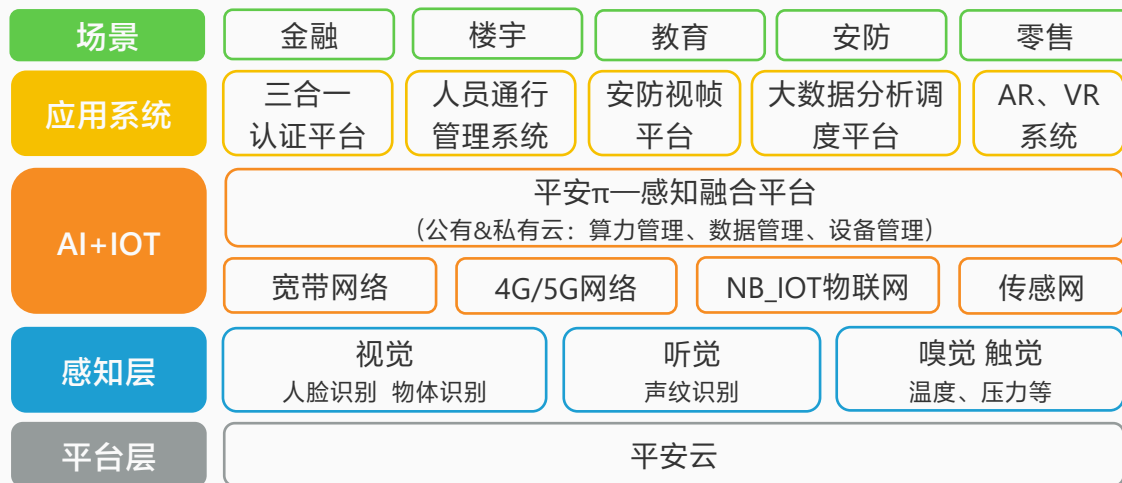 场景
金融
楼宇
教育
安防
零售
应用系统
三合一
认证平台
人员通行
管理系统
安防视帧
平台
大数据分析调
度平台
AR、VR
系统
AI+IOT
平安π—感知融合平台
（公有&私有云：算力管理、数据管理、设备管理）
宽带网络
4G/5G网络
NB_IOT物联网
传感网
感知层
视觉
人脸识别 物体识别
听觉
声纹识别
嗅觉 触觉
温度、压力等
平台层
平安云